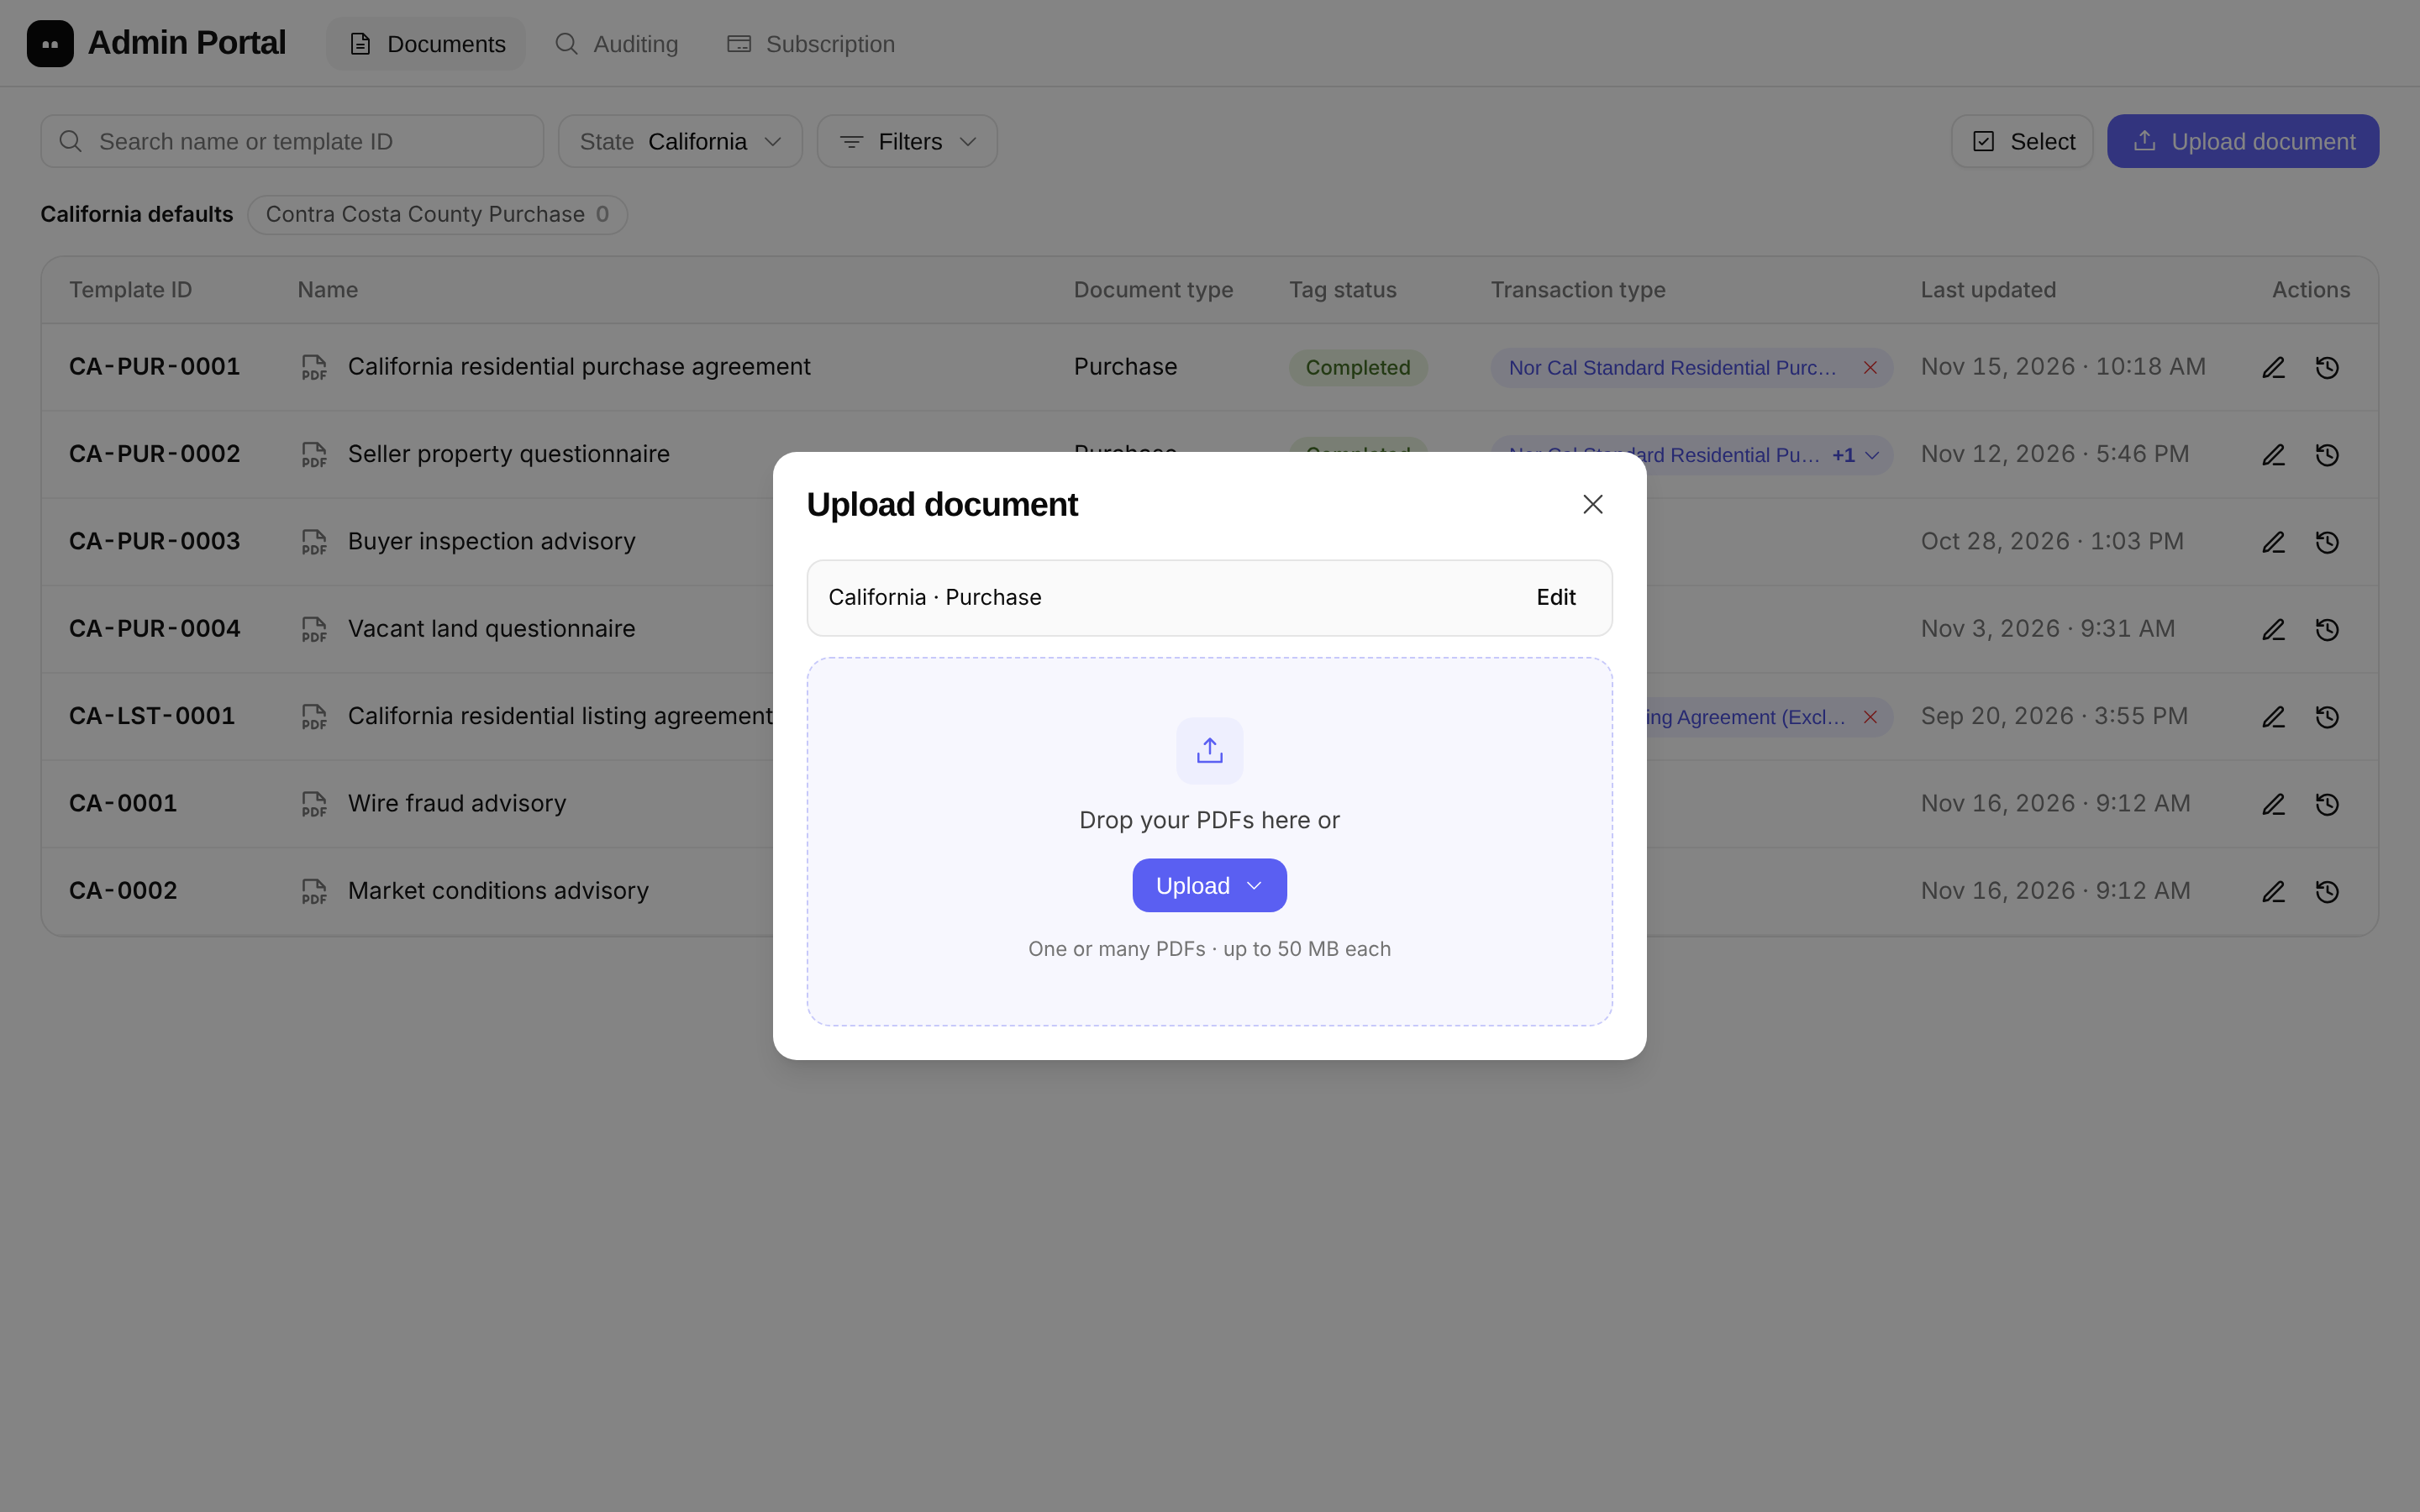 Admin Portal
Documents
Auditing
Subscription
Search name or template ID
State California
Filters
Select
Upload document
California defaults
Contra Costa County Purchase 0
Template ID Name Document type Tag status Transaction type Last updated Actions
CA-PUR-0001 PDF California residential purchase agreement Purchase Completed Nor Cal Standard Residential Purc... Nov 15, 2026 · 10:18 AM
CA-PUR-0002 PDF Seller property questionnaire Purchase Completed Nor Cal Standard Residential Pu... +1 Nov 12, 2026 · 5:46 PM
CA-PUR-0003 PDF Buyer inspection advisory Oct 28, 2026 · 1:03 PM
CA-PUR-0004 PDF Vacant land questionnaire Nov 3, 2026 · 9:31 AM
CA-LST-0001 PDF California residential listing agreement ing Agreement (Excl... Sep 20, 2026 · 3:55 PM
CA-0001 PDF Wire fraud advisory Nov 16, 2026 · 9:12 AM
CA-0002 PDF Market conditions advisory Nov 16, 2026 · 9:12 AM
Upload document
California · Purchase Edit
Drop your PDFs here or
Upload
One or many PDFs · up to 50 MB each